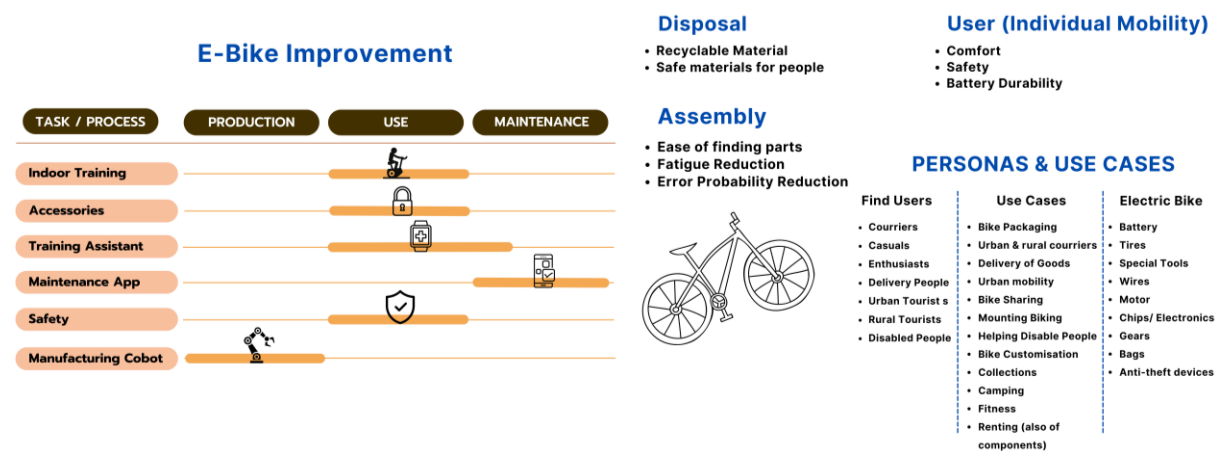 E-Bike Improvement
TASK / PROCESS
PRODUCTION
USE
MAINTENANCE
Indoor Training
Accessories
Training Assistant
Maintenance App
Safety
Manufacturing Cobot
Disposal
• Recyclable Material
• Safe materials for people
User (Individual Mobility)
• Comfort
• Safety
• Battery Durability
Assembly
• Ease of finding parts
• Fatigue Reduction
• Error Probability Reduction
PERSONAS & USE CASES
Find Users
• Courriers
• Casuals
• Enthusiasts
• Delivery People
• Urban Tourist s
• Rural Tourists
• Disabled People
Use Cases
• Bike Packaging
• Urban & rural courriers
• Delivery of Goods
• Urban mobility
• Bike Sharing
• Mounting Biking
• Helping Disable People
• Bike Customisation
• Collections
• Camping
• Fitness
• Renting (also of
components)
Electric Bike
• Battery
• Tires
• Special Tools
• Wires
• Motor
• Chips/ Electronics
• Gears
• Bags
• Anti-theft devices